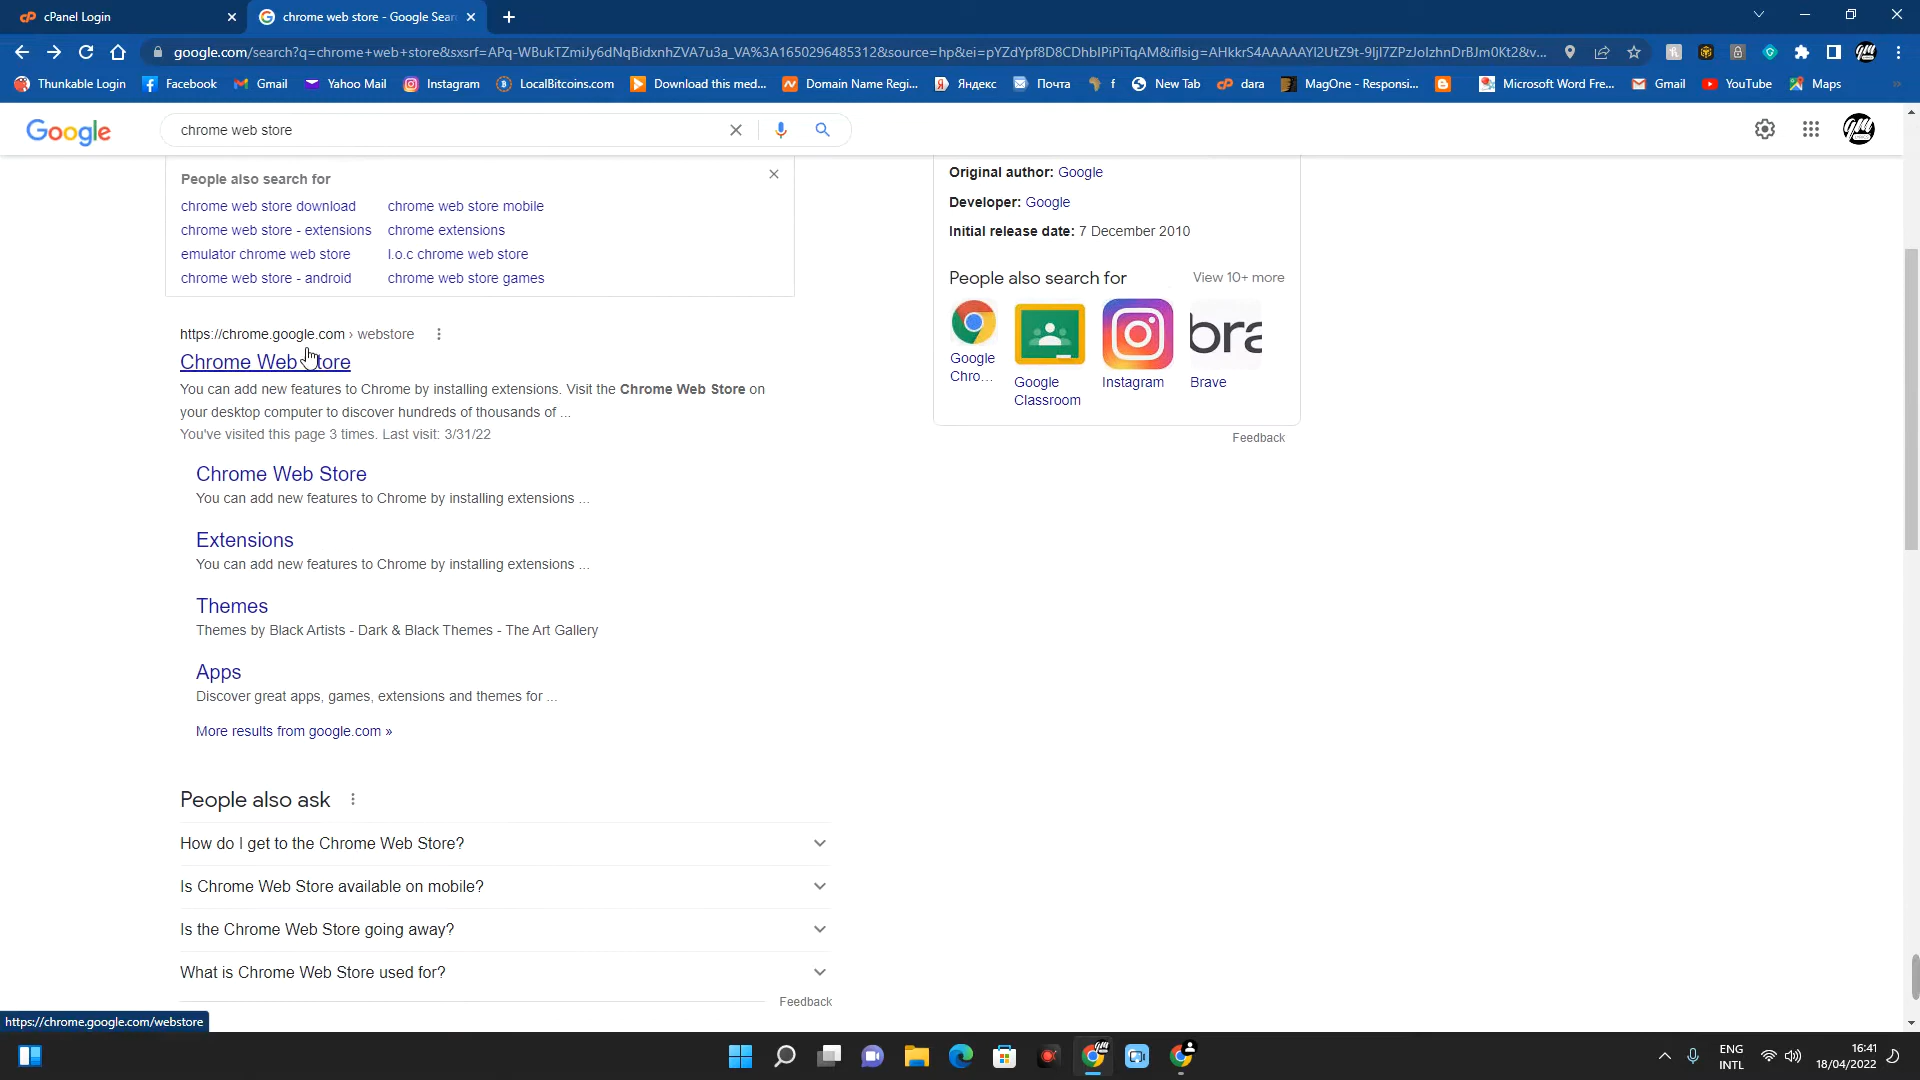 cPanel Login
chrome web store - Google Sear
google.com/search?q=chrome+web+store&sxsrf=APq-WBukTZmiJy6dNqBidxnhZVA7u3a_VA%3A1650296485312&source=hp&ei=pYZdYpf8D8CDhbIPiPiTqAM&iflsig=AHkkrS4AAAAAYl2UtZ9t-9ljl7ZPzJolzhnDrBJm0Kt2&v...
Thunkable Login
Facebook
Gmail
Yahoo Mail
Instagram
LocalBitcoins.com
Download this med...
Domain Name Regi...
Яндекс
Почта
f
New Tab
dara
MagOne - Responsi...
Microsoft Word Fre...
Gmail
YouTube
Maps
Google
chrome web store
People also search for
chrome web store download
chrome web store mobile
chrome web store - extensions
chrome extensions
emulator chrome web store
l.o.c chrome web store
chrome web store - android
chrome web store games
https://chrome.google.com › webstore
Chrome Web Store
You can add new features to Chrome by installing extensions. Visit the Chrome Web Store on
your desktop computer to discover hundreds of thousands of ...
You've visited this page 3 times. Last visit: 3/31/22
Chrome Web Store
You can add new features to Chrome by installing extensions ...
Extensions
You can add new features to Chrome by installing extensions ...
Themes
Themes by Black Artists - Dark & Black Themes - The Art Gallery
Apps
Discover great apps, games, extensions and themes for ...
More results from google.com »
People also ask
How do I get to the Chrome Web Store?
Is Chrome Web Store available on mobile?
Is the Chrome Web Store going away?
What is Chrome Web Store used for?
Feedback
Original author: Google
Developer: Google
Initial release date: 7 December 2010
People also search for
View 10+ more
bra
Google
Chro...
Google
Classroom
Instagram
Brave
Feedback
https://chrome.google.com/webstore
ENG
INTL
16:41
18/04/2022